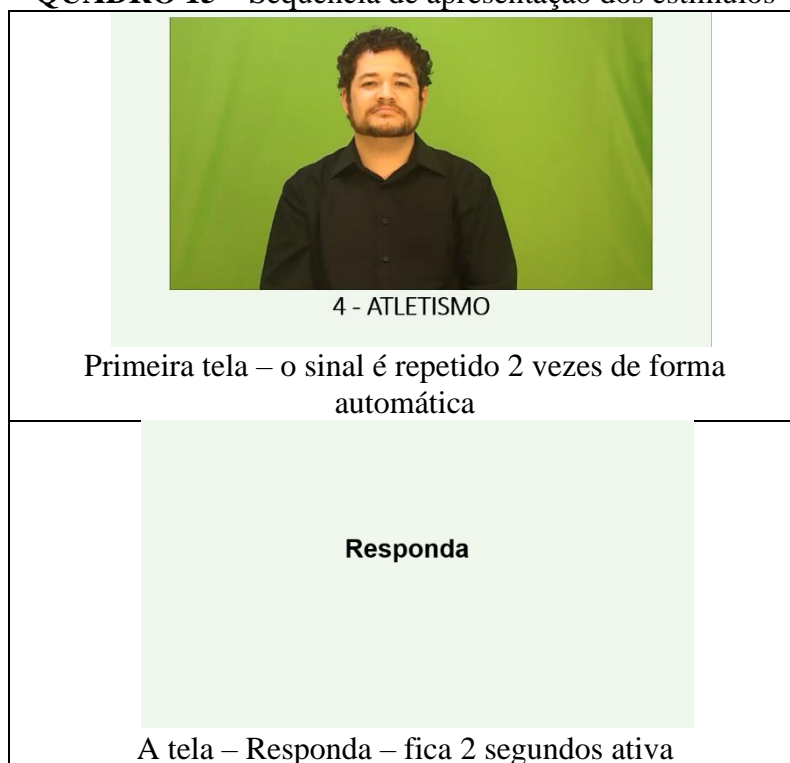 QUADRO 15 – Sequência de apresentação dos estímulos
4 - ATLETISMO
Primeira tela – o sinal é repetido 2 vezes de forma
automática
Responda
A tela – Responda – fica 2 segundos ativa